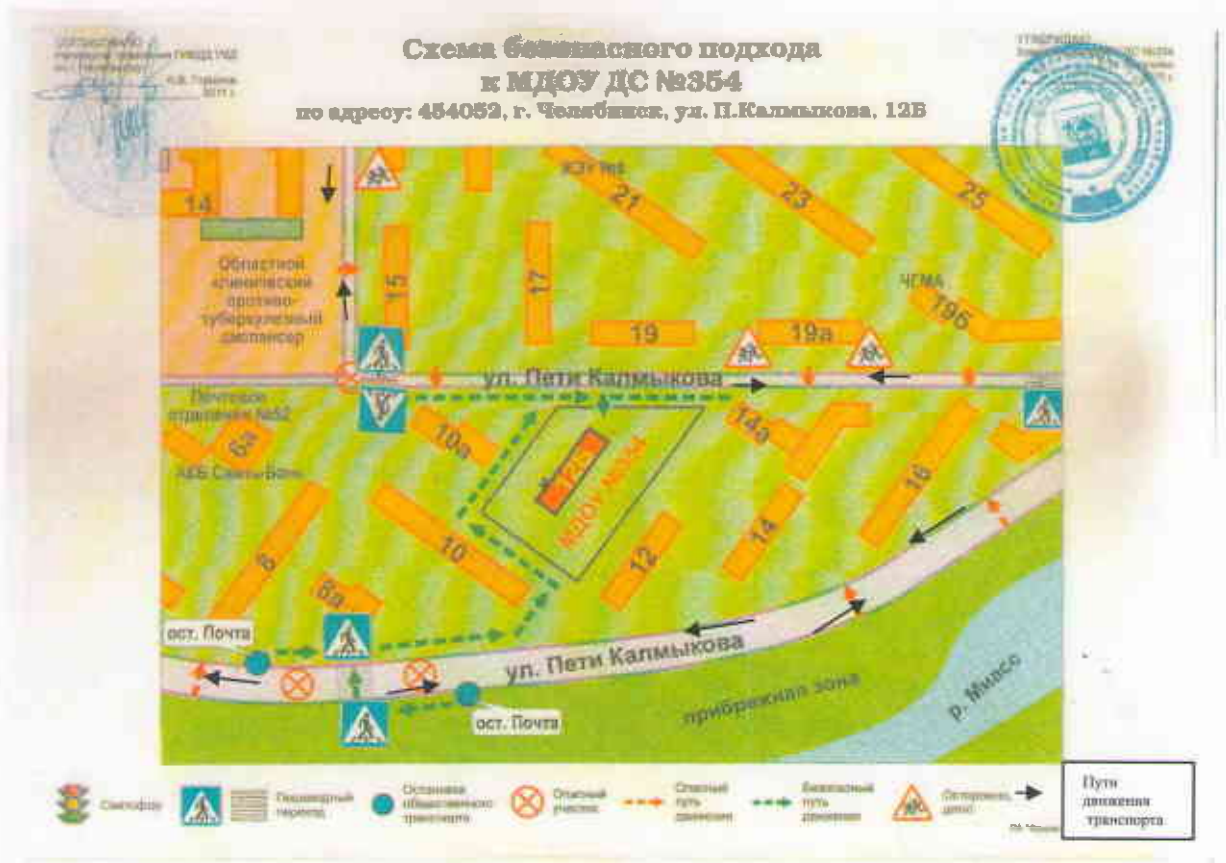 Схема безопасного подхода
к МДОУ ДС №354
по адресу: 454052, г. Челябинск, ул. П.Калмыкова, 12Б
14
Областной
клинический
противо-
туберкулезный
диспансер
15
17
21
23
25
19
19а
ЧГМА
19Б
ул. Пети Калмыкова
Почтовое
отделение №52
6а
10а
14а
МДОУ №354
16
8
10
12
14
8а
ост. Почта
ул. Пети Калмыкова
ост. Почта
прибрежная зона
р. Миасс
Светофор
Пешеходный
переход
Остановка
общественного
транспорта
Опасный
участок
Опасный
путь
движения
Безопасный
путь
движения
Осторожно,
дети!
Пути
движения
транспорта